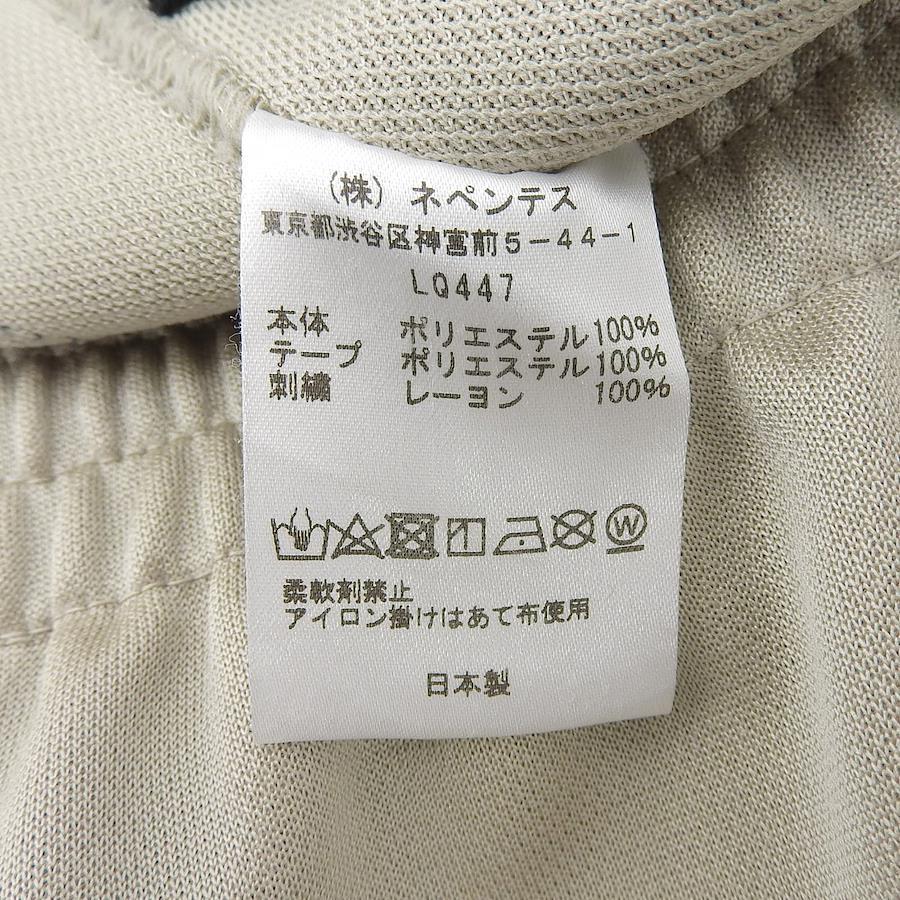 (株) ネペンテス
東京都渋谷区神宮前5-44-1
LQ447
本体 ポリエステル100%
テープ ポリエステル100%
刺繍 レーヨン 100%
W
柔軟剤禁止
アイロン掛けはあて布使用
日本製